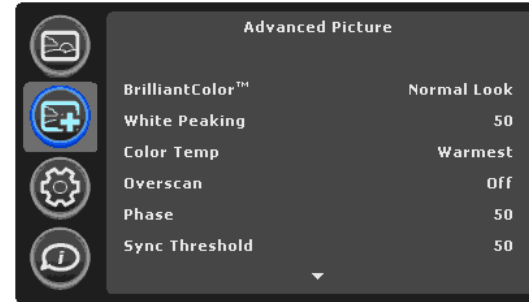 Advanced Picture
BrilliantColor™ Normal Look
White Peaking 50
Color Temp Warmest
Overscan Off
Phase 50
Sync Threshold 50